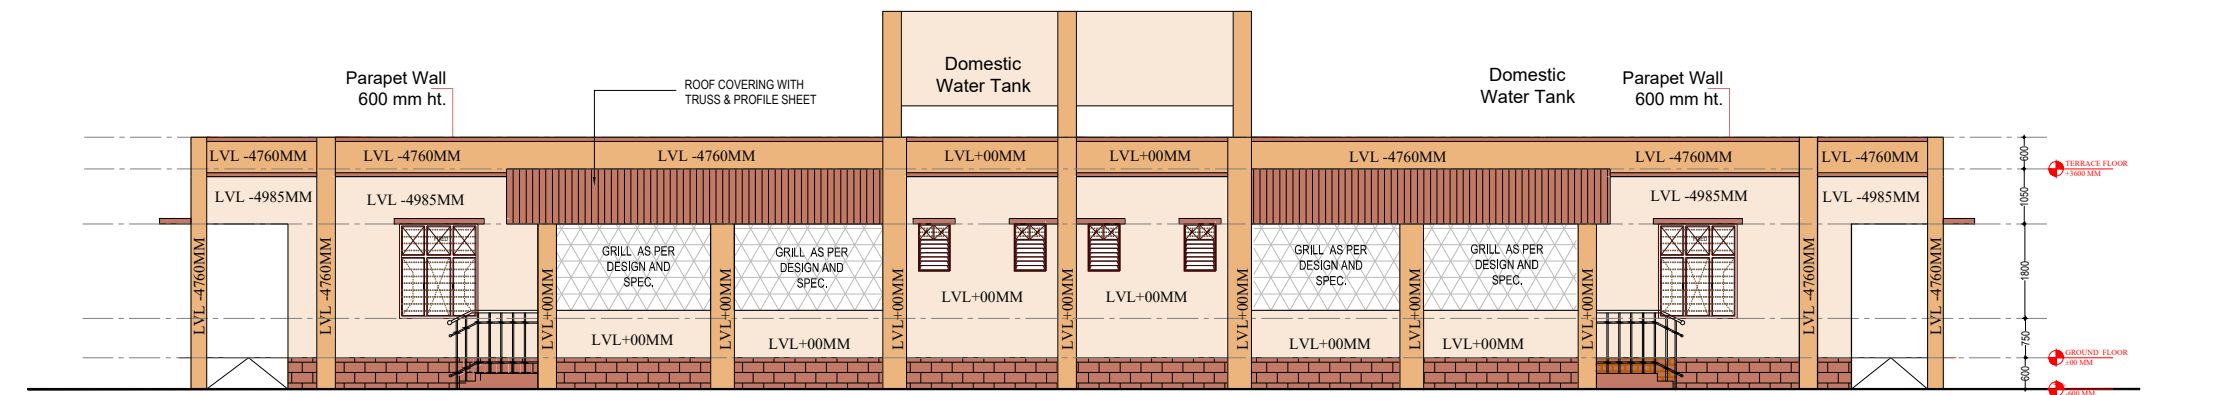 Domestic
Water Tank
Domestic
Water Tank
Parapet Wall
600 mm ht.
ROOF COVERING WITH
TRUSS & PROFILE SHEET
Parapet Wall
600 mm ht.
LVL -4760MM
LVL -4760MM
LVL -4760MM
LVL+00MM
LVL+00MM
LVL -4760MM
LVL -4760MM
LVL -4760MM
600
TERRACE FLOOR
+3600 MM
LVL -4985MM
LVL -4985MM
LVL -4985MM
LVL -4985MM
1050
LVL -4760MM
LVL -4760MM
GRILL AS PER
DESIGN AND
SPEC.
GRILL AS PER
DESIGN AND
SPEC.
GRILL AS PER
DESIGN AND
SPEC.
GRILL AS PER
DESIGN AND
SPEC.
LVL -4760MM
LVL -4760MM
1800
LVL+00MM
LVL+00MM
LVL+00MM
LVL+00MM
LVL+00MM
LVL+00MM
LVL+00MM
LVL+00MM
LVL+00MM
LVL+00MM
LVL+00MM
LVL+00MM
LVL+00MM
750
GROUND FLOOR
±00 MM
600
-600 MM